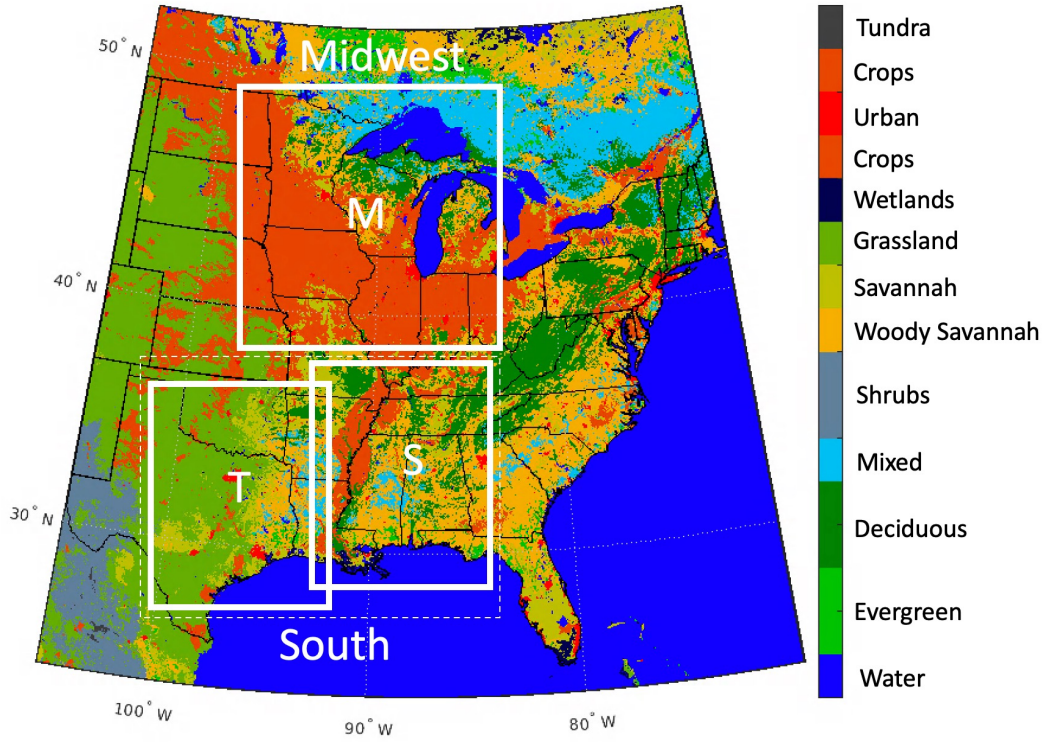 50° N
Midwest
M
40° N
S
T
30° N
South
100° W
90° W
80° W
Tundra
Crops
Urban
Crops
Wetlands
Grassland
Savannah
Woody Savannah
Shrubs
Mixed
Deciduous
Evergreen
Water